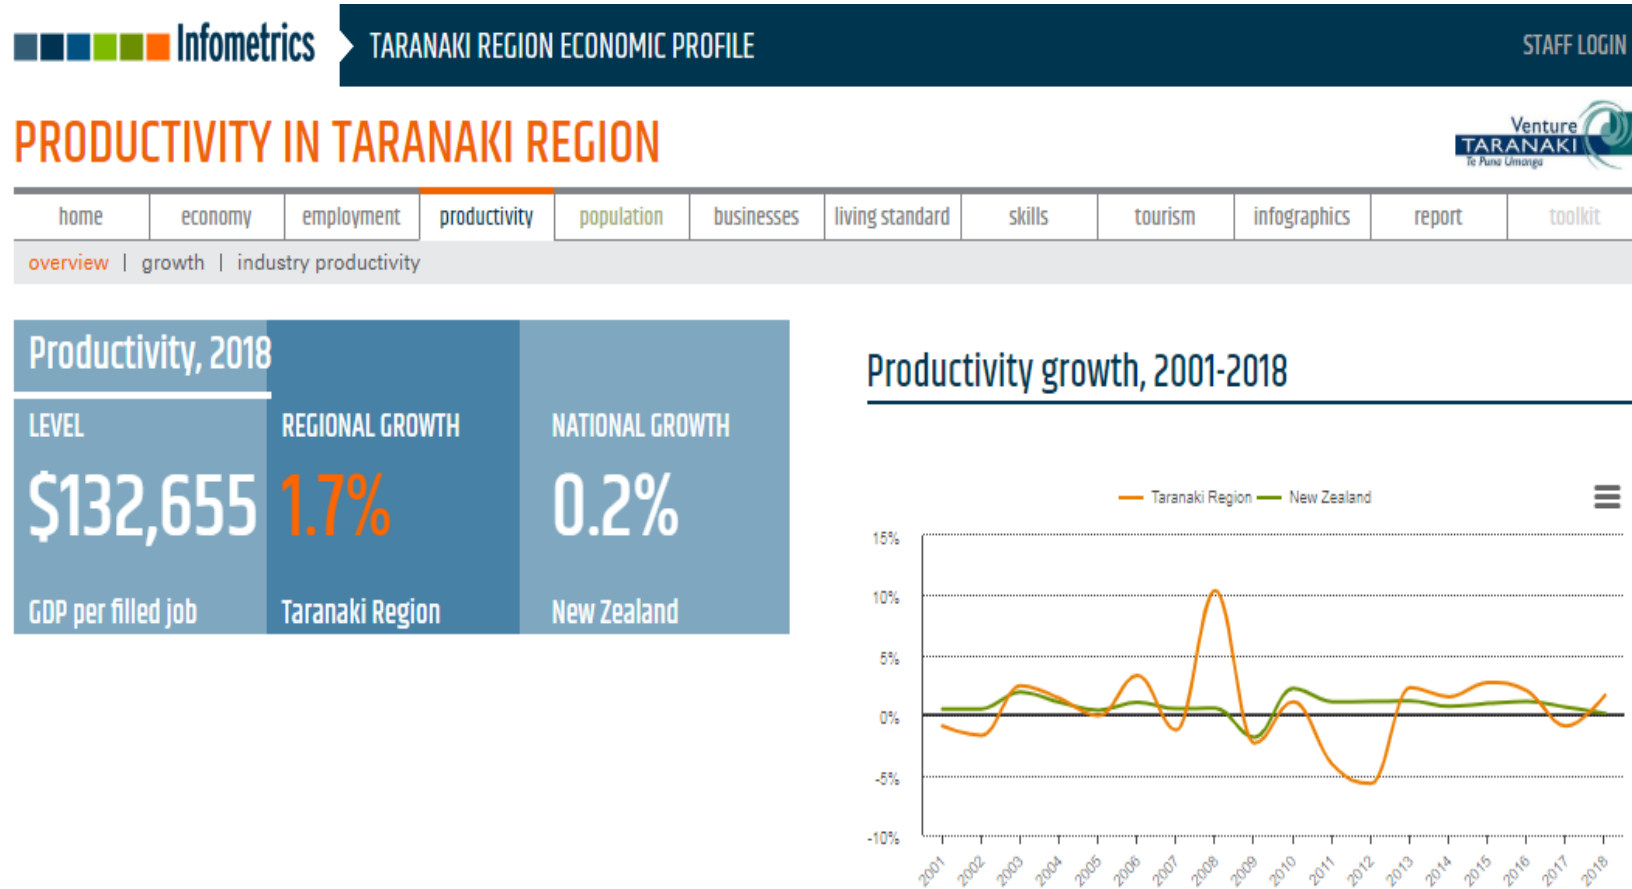 Infometrics
TARANAKI REGION ECONOMIC PROFILE
STAFF LOGIN
PRODUCTIVITY IN TARANAKI REGION
Venture
TARANAKI
Te Puna Umanga
home economy employment productivity population businesses living standard skills tourism infographics report toolkit
overview | growth | industry productivity
Productivity, 2018
LEVEL
$132,655
GDP per filled job
REGIONAL GROWTH
1.7%
Taranaki Region
NATIONAL GROWTH
0.2%
New Zealand
Productivity growth, 2001-2018
Taranaki Region New Zealand
15%
10%
5%
0%
-5%
-10%
2001 2002 2003 2004 2005 2006 2007 2008 2009 2010 2011 2012 2013 2014 2015 2016 2017 2018